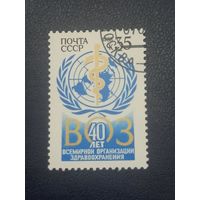 ПОЧТА
СССР
35
ВОЗ
40
ЛЕТ
ВСЕМИРНОЙ ОРГАНИЗАЦИИ
ЗДРАВООХРАНЕНИЯ